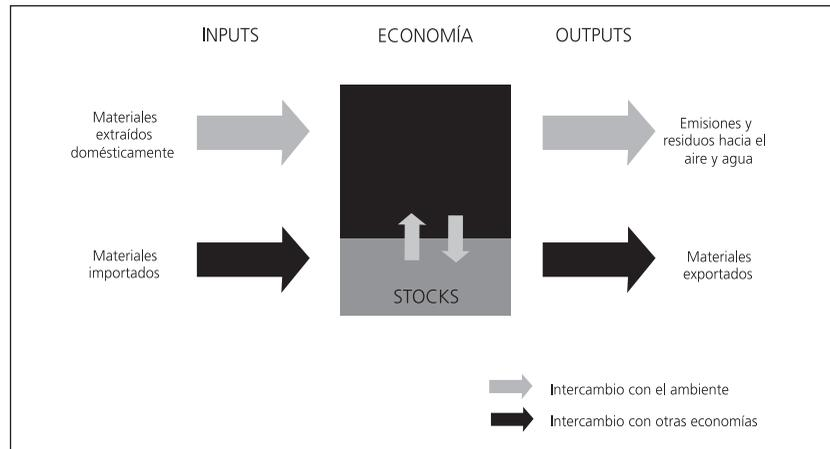 INPUTS
ECONOMÍA
OUTPUTS
Materiales
extraídos
domésticamente
Emisiones y
residuos hacia el
aire y agua
Materiales
importados
Materiales
exportados
STOCKS
Intercambio con el ambiente
Intercambio con otras economías